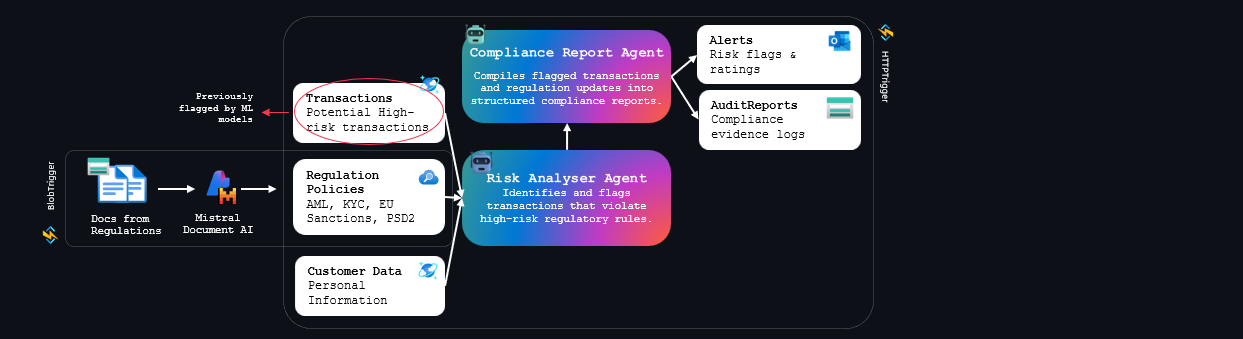 Previously
flagged by ML
models
Transactions
Potential High-
risk transactions
BlobTrigger
Docs from
Regulations
Mistral
Document AI
Regulation
Policies
AML, KYC, EU
Sanctions, PSD2
Customer Data
Personal
Information
Compliance Report Agent
Compiles flagged transactions
and regulation updates into
structured compliance reports.
Risk Analyser Agent
Identifies and flags
transactions that violate
high-risk regulatory rules.
Alerts
Risk flags &
ratings
AuditReports
Compliance
evidence logs
HTTPTrigger